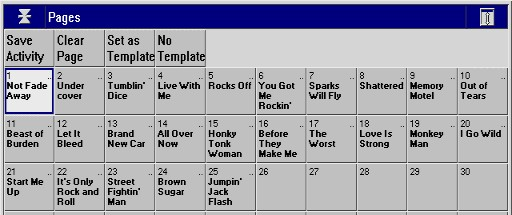 Pages
Save Activity
Clear Page
Set as Template
No Template
1 ..
Not Fade Away
2 ..
Under cover
3 ..
Tumblin' Dice
4 ..
Live With Me
5 ..
Rocks Off
6 ..
You Got Me Rockin'
7 ..
Sparks Will Fly
8 ..
Shattered
9 ..
Memory Motel
10 ..
Out of Tears
11 ..
Beast of Burden
12 ..
Let It Bleed
13 ..
Brand New Car
14 ..
All Over Now
15 ..
Honky Tonk Woman
16 ..
Before They Make Me
17 ..
The Worst
18 ..
Love Is Strong
19 ..
Monkey Man
20 ..
I Go Wild
21 ..
Start Me Up
22 ..
It's Only Rock and Roll
23 ..
Street Fightin' Man
24 ..
Brown Sugar
25 ..
Jumpin' Jack Flash
26
27
28
29
30